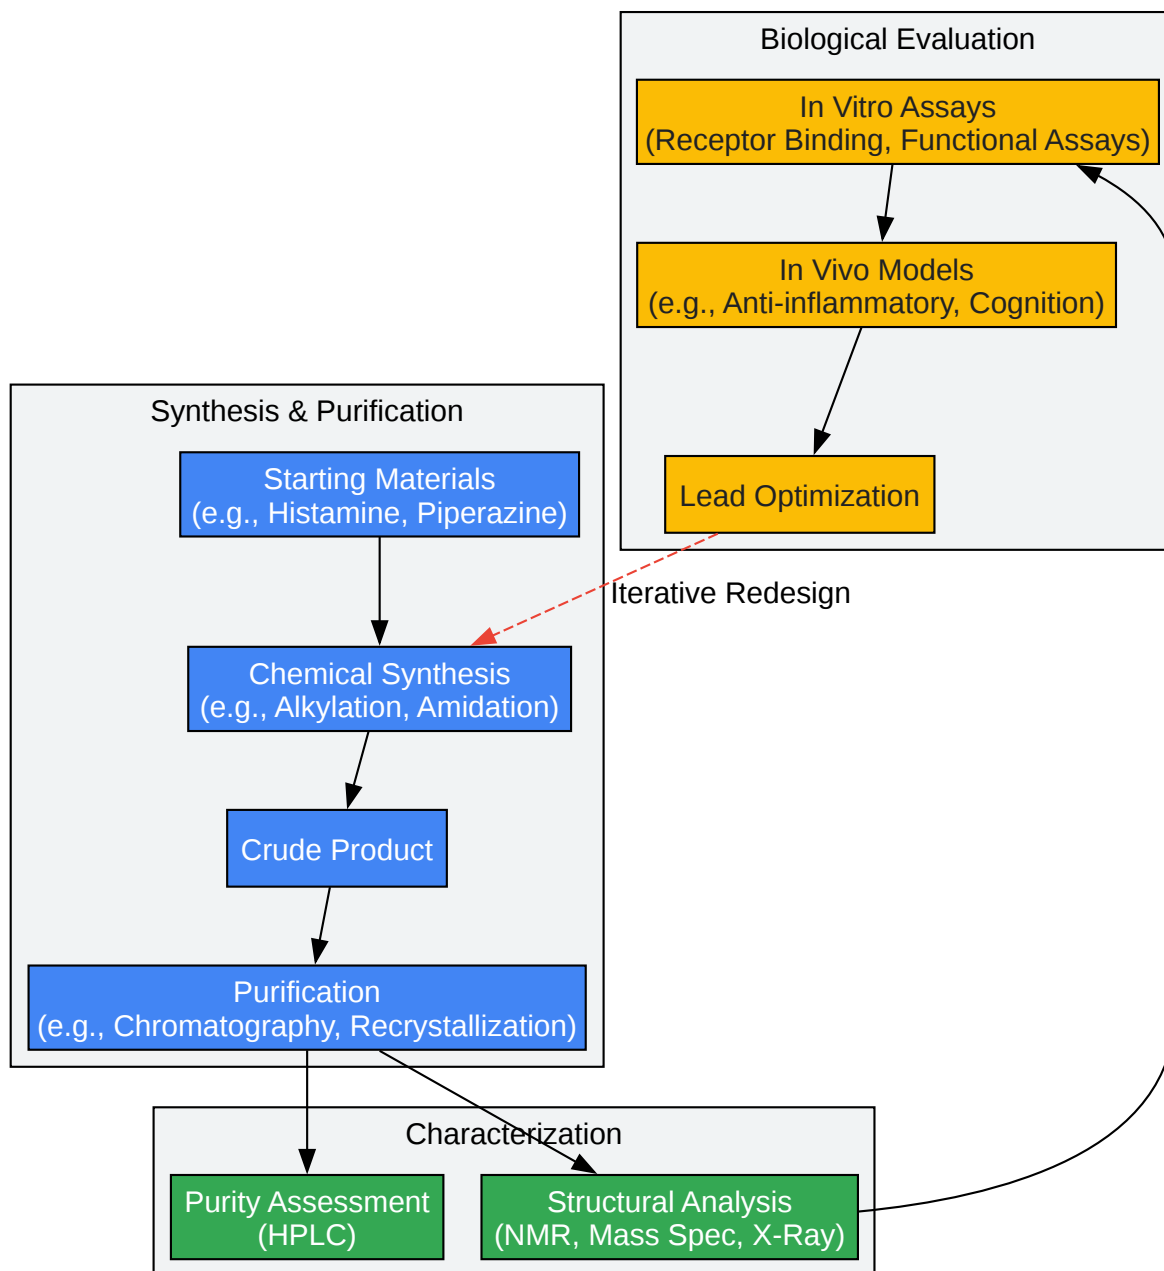 Biological Evaluation
In Vitro Assays
(Receptor Binding, Functional Assays)
In Vivo Models
(e.g., Anti-inflammatory, Cognition)
Lead Optimization
Iterative Redesign
Synthesis & Purification
Starting Materials
(e.g., Histamine, Piperazine)
Chemical Synthesis
(e.g., Alkylation, Amidation)
Crude Product
Purification
(e.g., Chromatography, Recrystallization)
Characterization
Purity Assessment
(HPLC)
Structural Analysis
(NMR, Mass Spec, X-Ray)